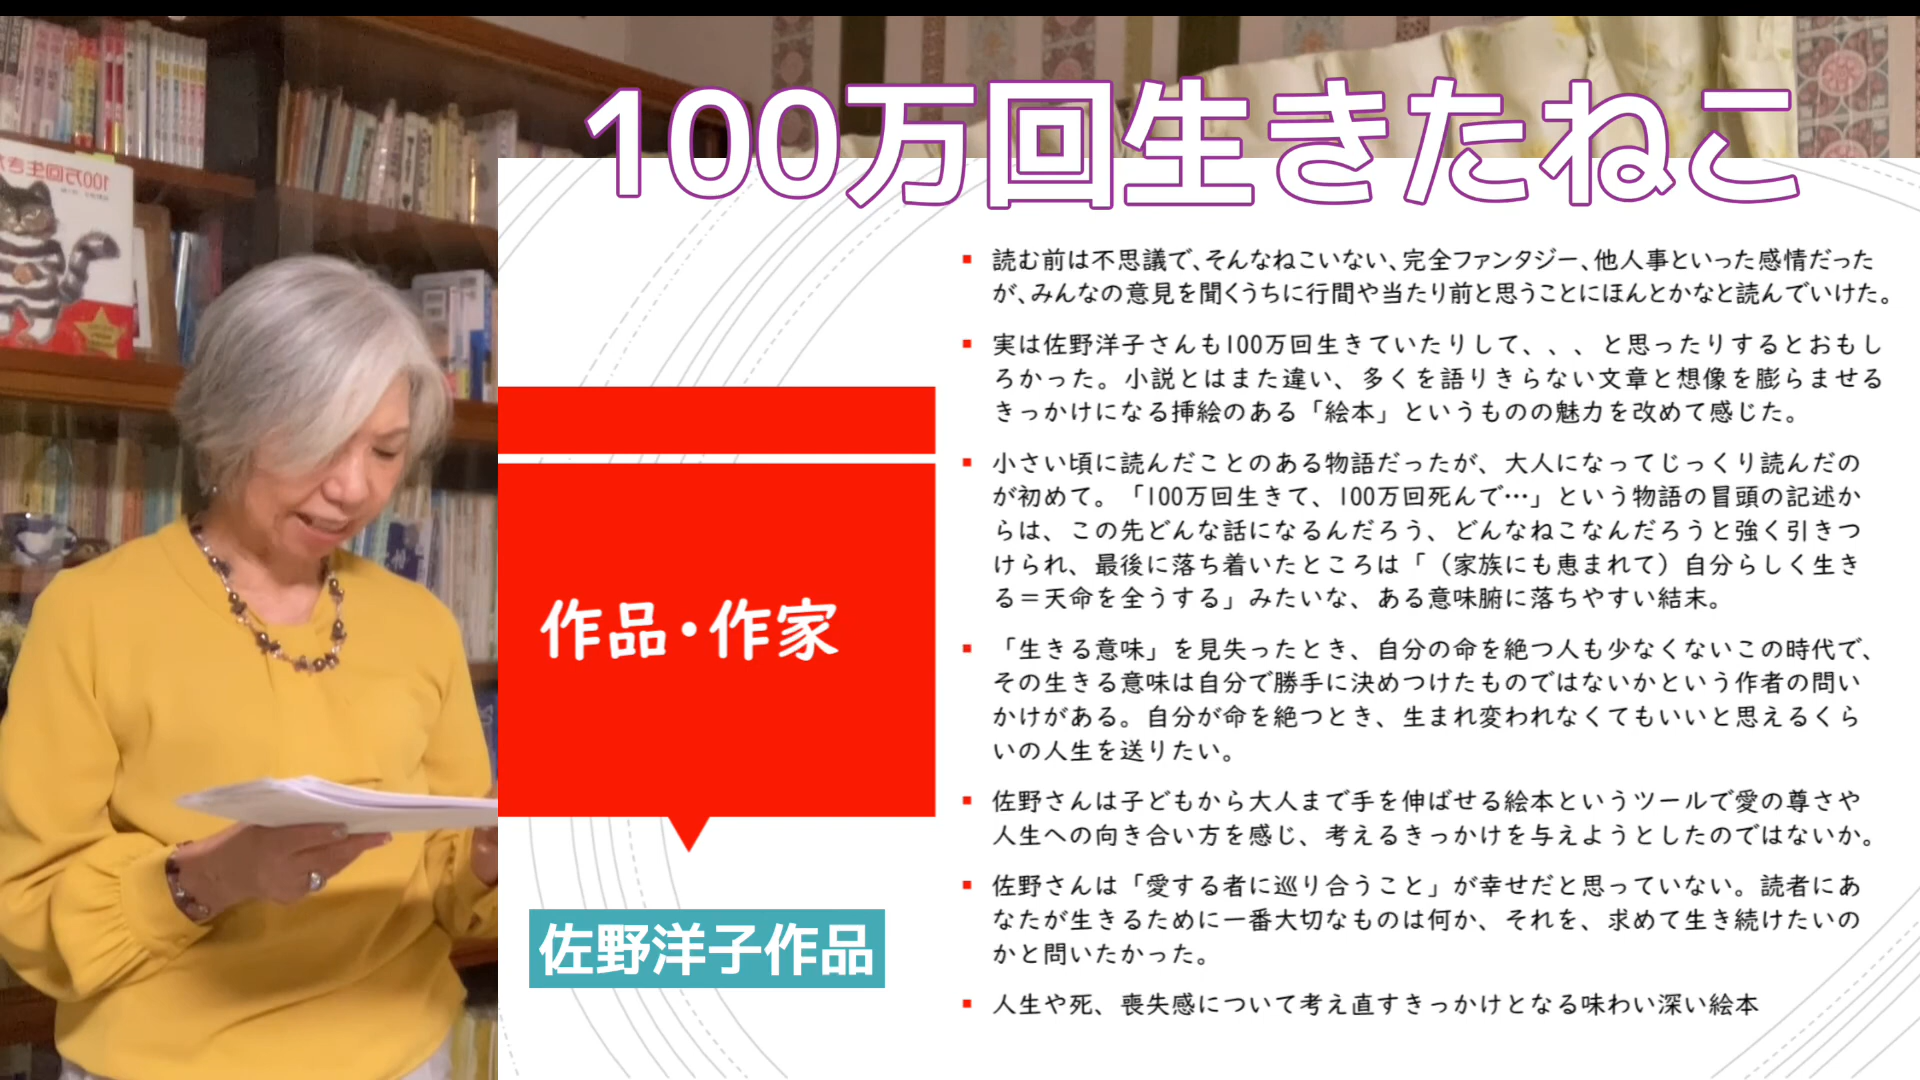 100万回生きたねこ
100万回生きた
読む前は不思議で、そんなねこいない、完全ファンタジー、他人事といった感情だった
が、みんなの意見を聞くうちに行間や当たり前と思うことにほんとかなと読んでいけた。
実は佐野洋子さんも100万回生きていたりして、、、と思ったりするとおもし
ろかった。小説とはまた違い、多くを語りきらない文章と想像を膨らませる
きっかけになる挿絵のある「絵本」というものの魅力を改めて感じた。
小さい頃に読んだことのある物語だったが、大人になってじっくり読んだの
が初めて。「100万回生きて、100万回死んで…」という物語の冒頭の記述か
らは、この先どんな話になるんだろう、どんなねこなんだろうと強く引きつ
けられ、最後に落ち着いたところは「（家族にも恵まれて）自分らしく生き
る＝天命を全うする」みたいな、ある意味腑に落ちやすい結末。
「生きる意味」を見失ったとき、自分の命を絶つ人も少なくないこの時代で、
その生きる意味は自分で勝手に決めつけたものではないかという作者の問い
かけがある。自分が命を絶つとき、生まれ変われなくてもいいと思えるくら
いの人生を送りたい。
佐野さんは子どもから大人まで手を伸ばせる絵本というツールで愛の尊さや
人生への向き合い方を感じ、考えるきっかけを与えようとしたのではないか。
佐野さんは「愛する者に巡り合うこと」が幸せだと思っていない。読者にあ
なたが生きるために一番大切なものは何か、それを、求めて生き続けたいの
かと問いたかった。
人生や死、喪失感について考え直すきっかけとなる味わい深い絵本
作品・作家
佐野洋子作品